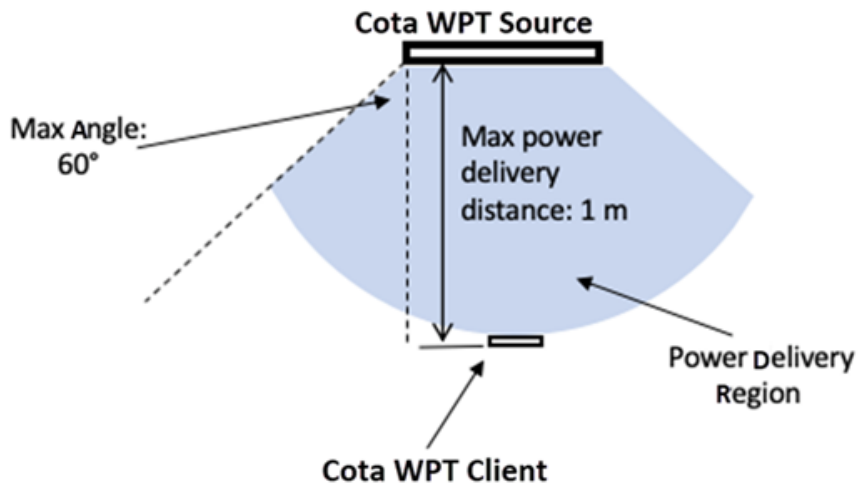 Cota WPT Source
Max Angle:
60°
Max power
delivery
distance: 1 m
Power Delivery
Region
Cota WPT Client